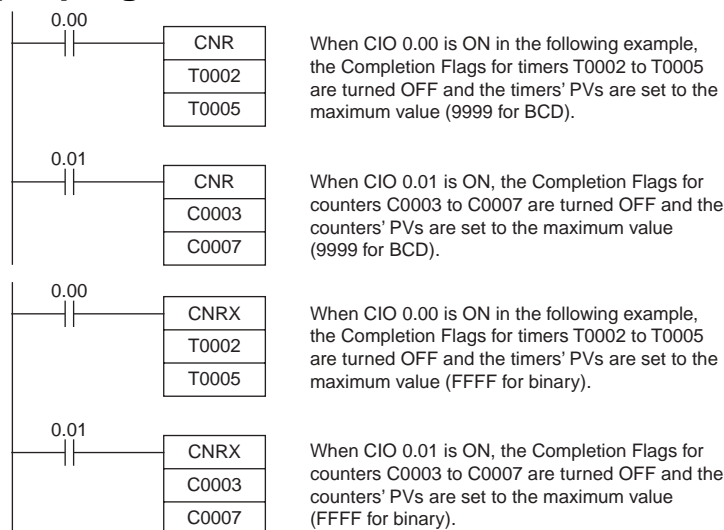 0.00
CNR
T0002
T0005
When CIO 0.00 is ON in the following example,
the Completion Flags for timers T0002 to T0005
are turned OFF and the timers’ PVs are set to the
maximum value (9999 for BCD).
0.01
CNR
C0003
C0007
When CIO 0.01 is ON, the Completion Flags for
counters C0003 to C0007 are turned OFF and the
counters’ PVs are set to the maximum value
(9999 for BCD).
0.00
CNRX
T0002
T0005
When CIO 0.00 is ON in the following example,
the Completion Flags for timers T0002 to T0005
are turned OFF and the timers’ PVs are set to the
maximum value (FFFF for binary).
0.01
CNRX
C0003
C0007
When CIO 0.01 is ON, the Completion Flags for
counters C0003 to C0007 are turned OFF and the
counters’ PVs are set to the maximum value
(FFFF for binary).